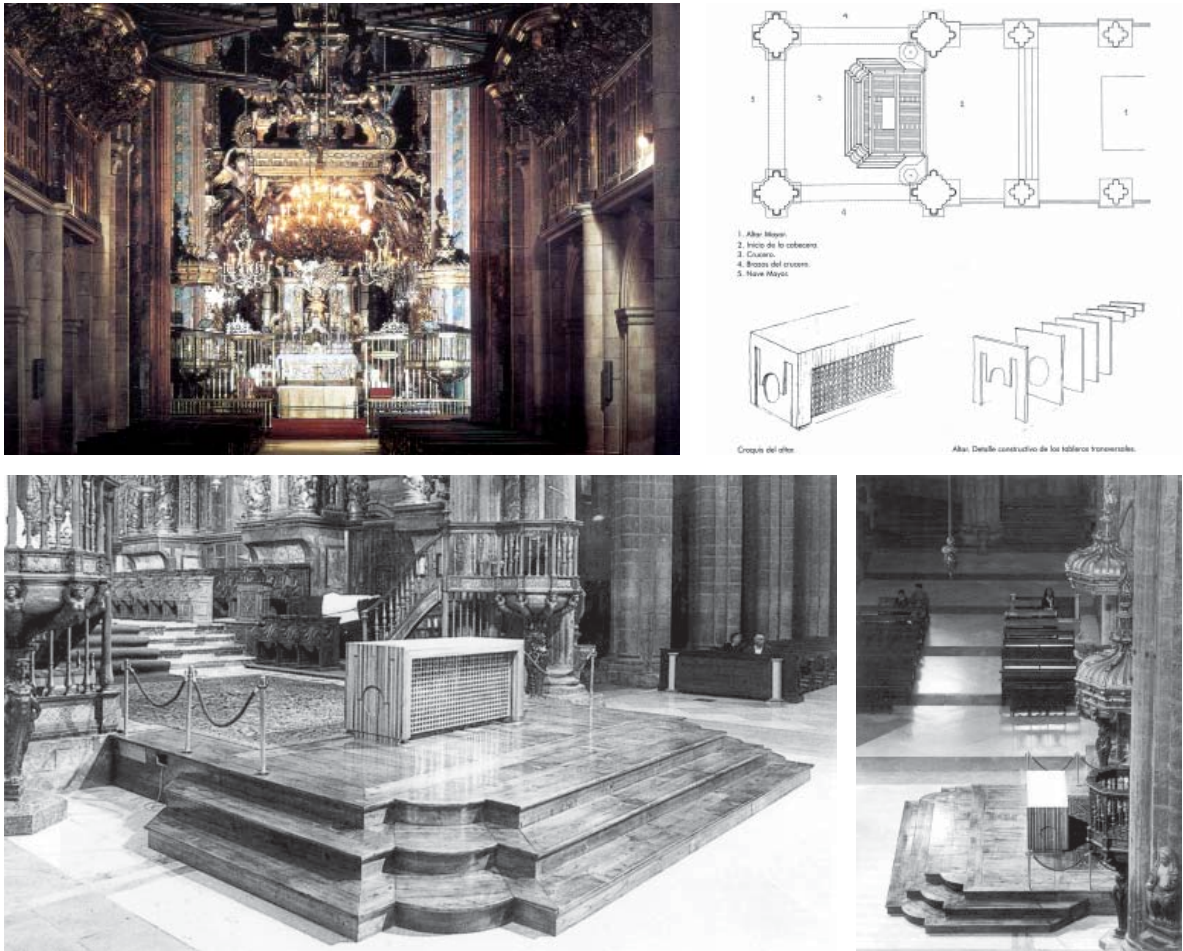 4
3
5
2
1
4
1. Altar Mayor.
2. Inicio de la cabecera.
3. Crucero.
4. Brazos del crucero.
5. Nave Mayor.
Croquis del altar.
Altar. Detalle constructivo de los tableros transversales.